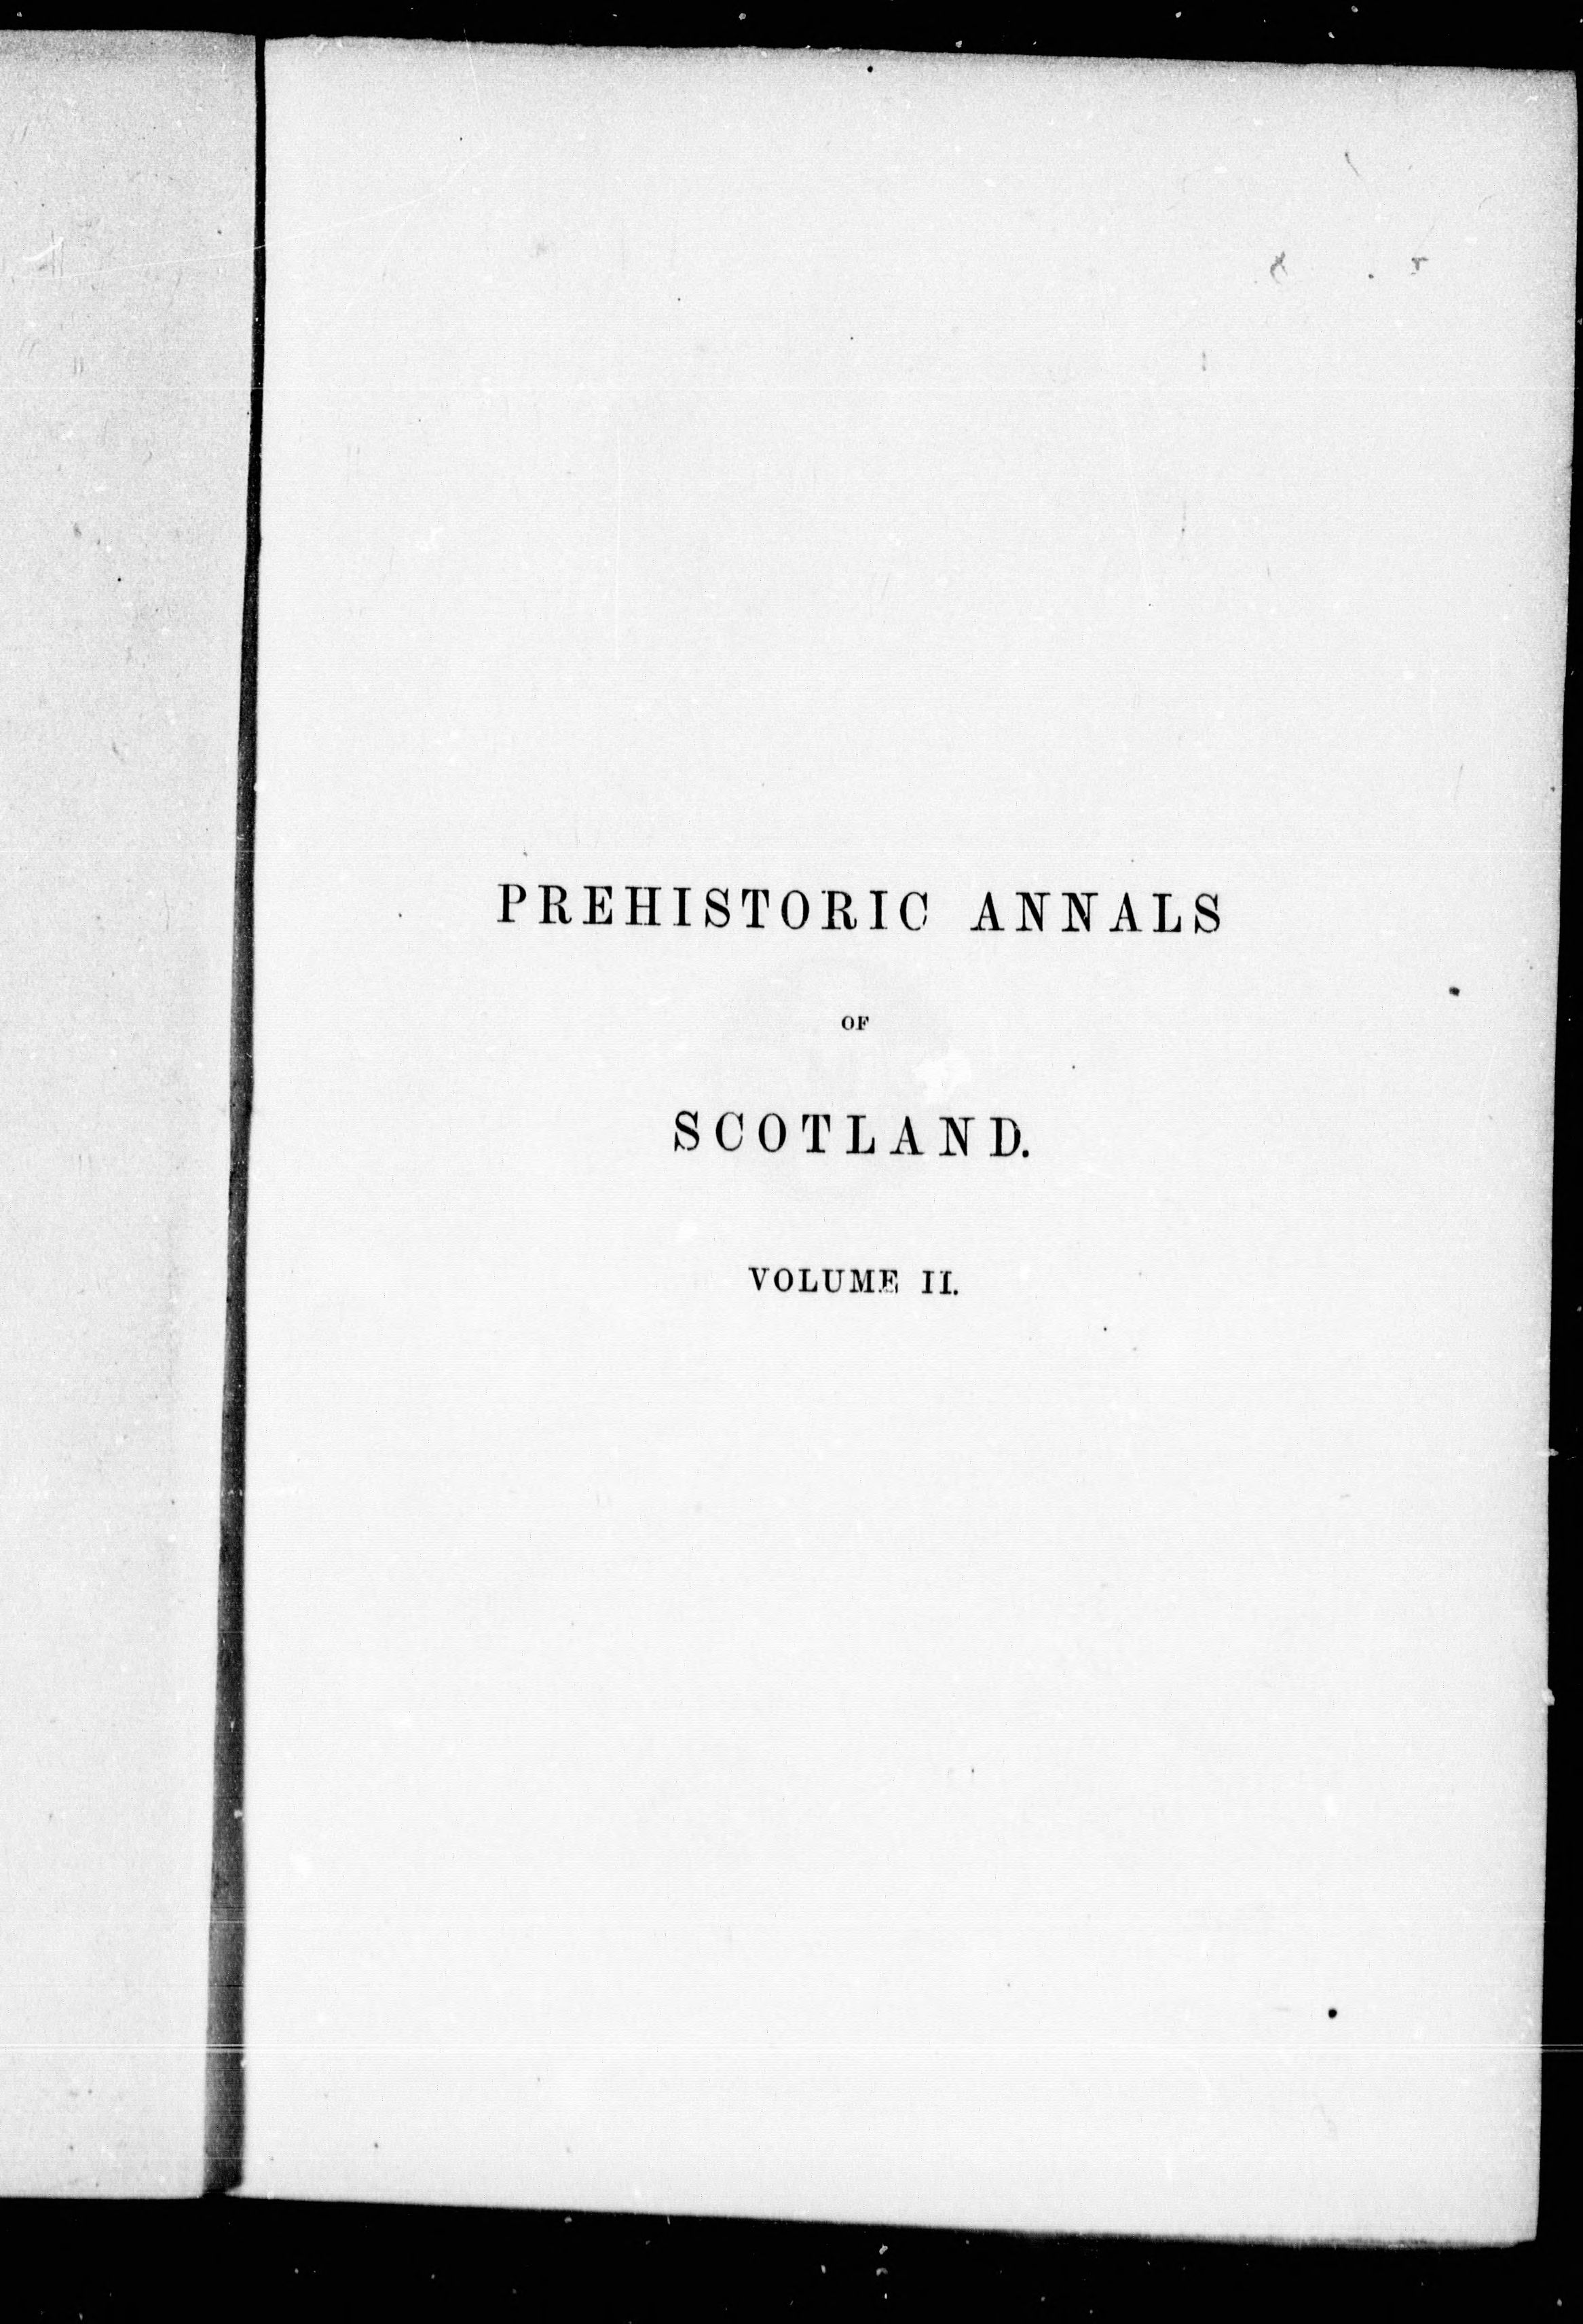 PREHISTORIC ANNALS
OF
SCOTLAND.
VOLUME II.